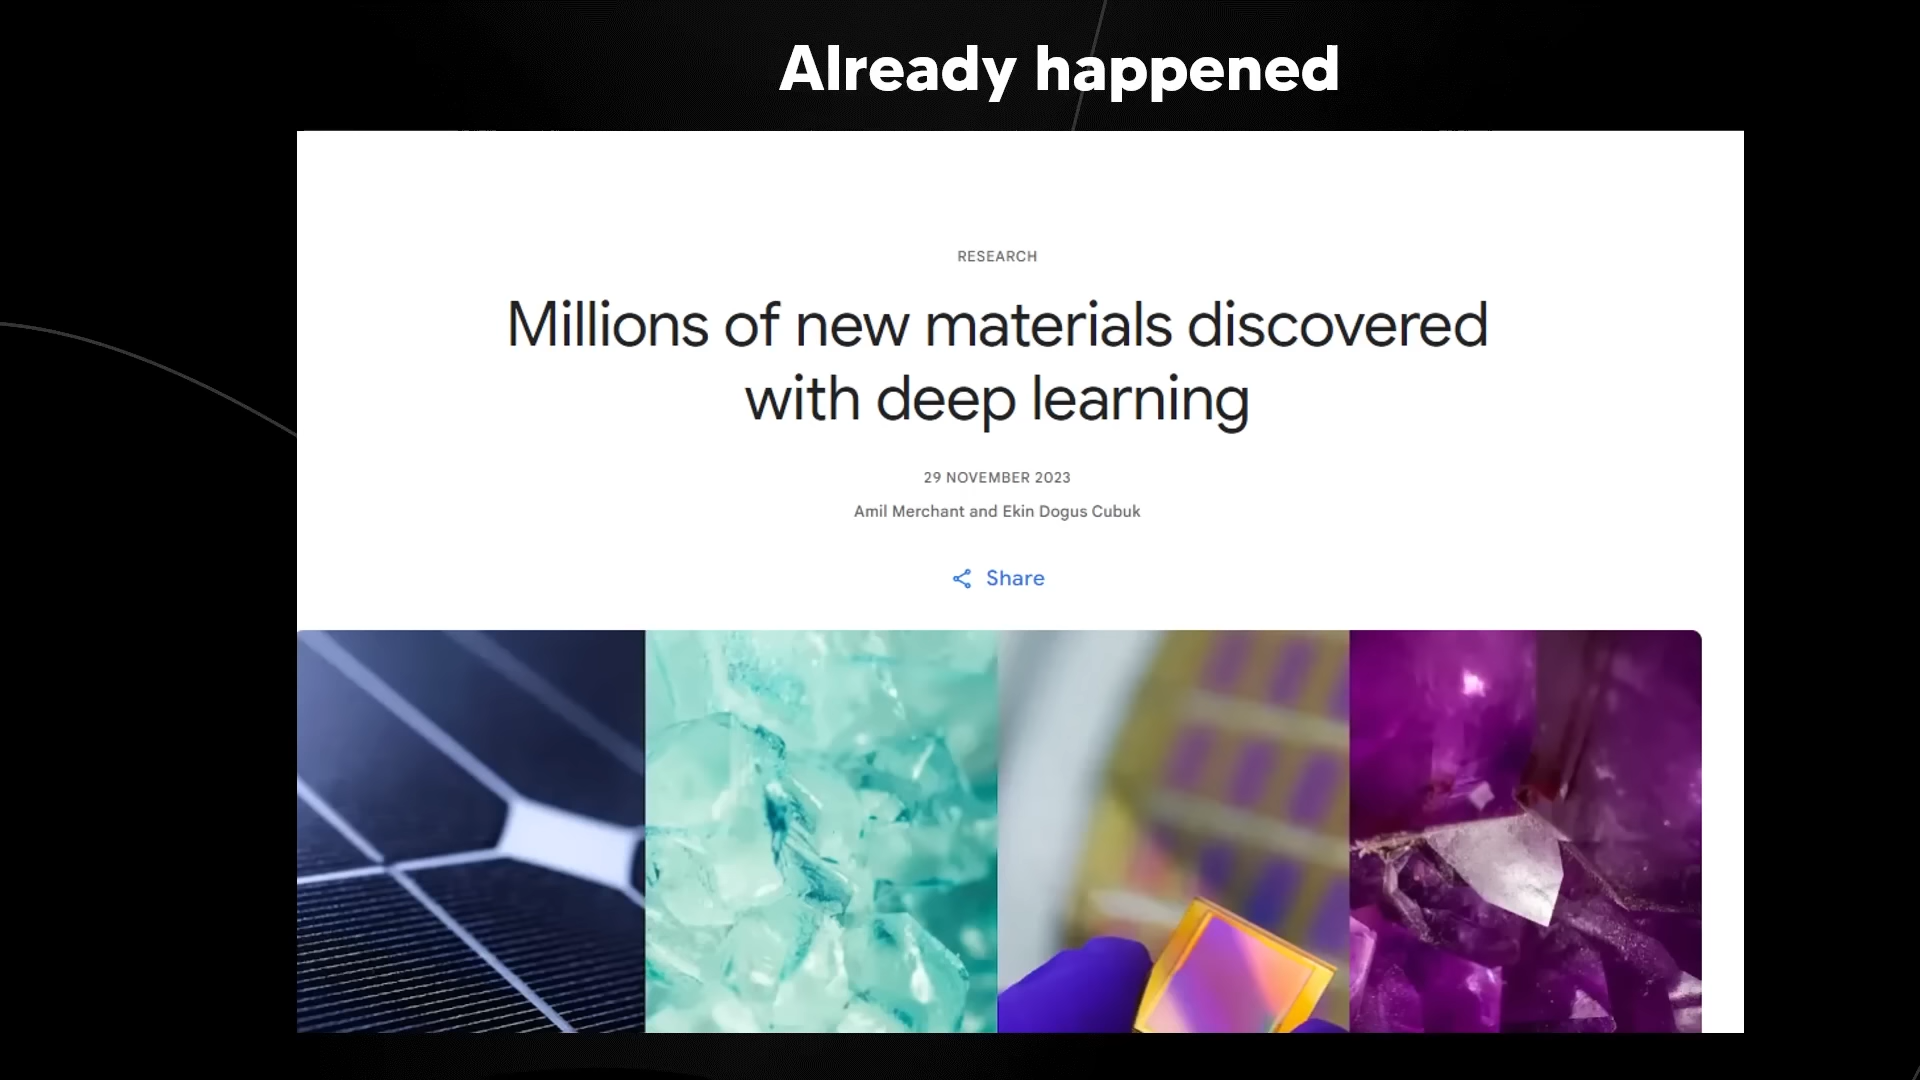 Already happened
RESEARCH
Millions of new materials discovered
with deep learning
29 NOVEMBER 2023
Amil Merchant and Ekin Dogus Cubuk
Share